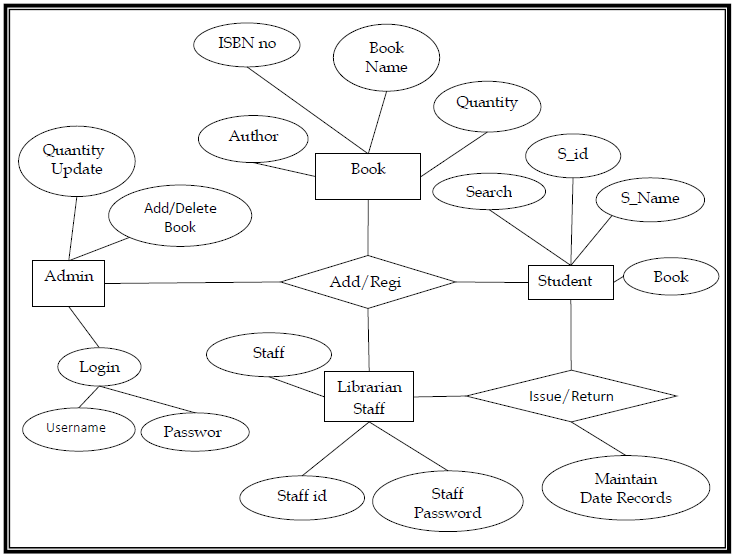 ISBN no
Book
Name
Quantity
Author
Quantity
Update
Add/Delete
Book
Book
S_id
Search
S_Name
Book
Admin
Add/Regi
Student
Staff
Login
Librarian
Staff
Issue/Return
Username
Passwor
Staff id
Staff
Password
Maintain
Date Records